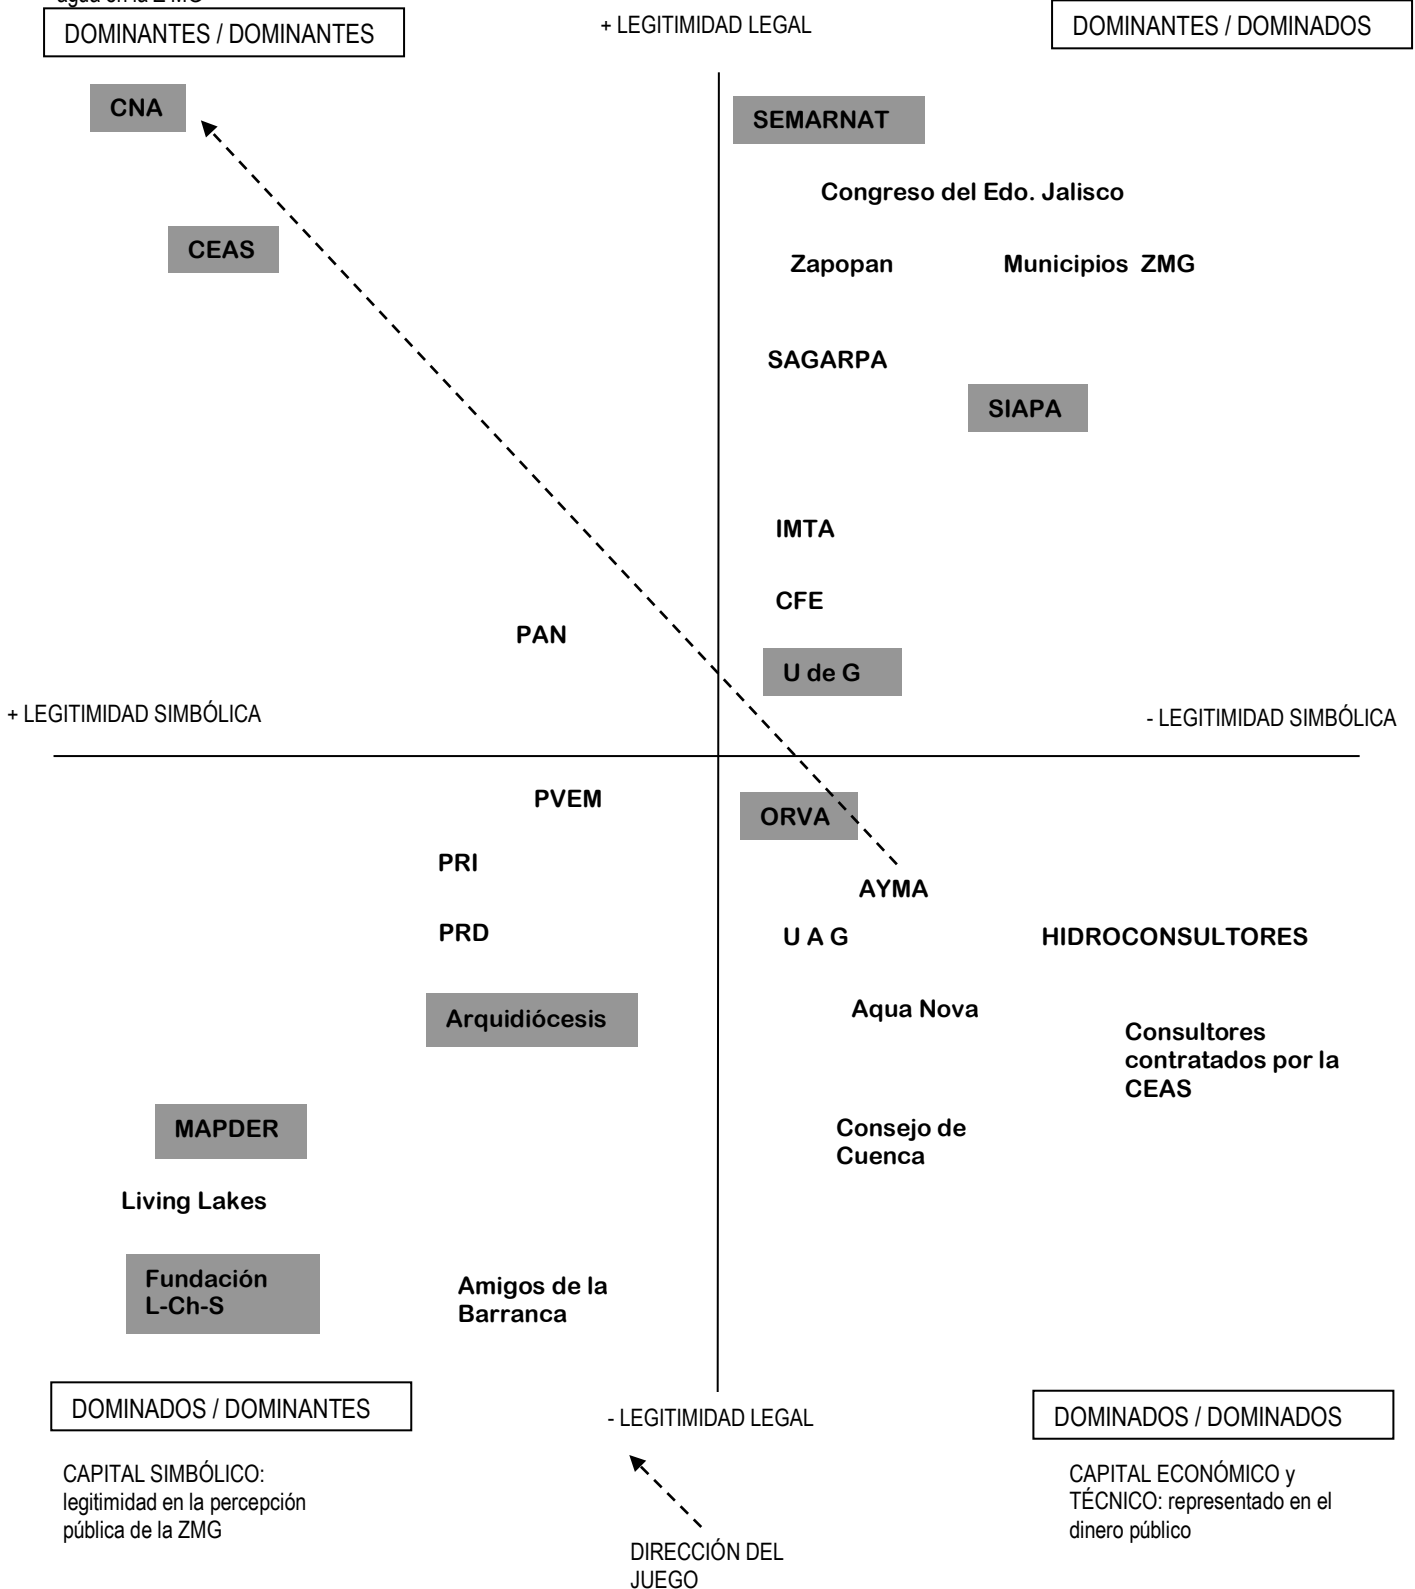 agua en la ZMG
DOMINANTES / DOMINANTES
+ LEGITIMIDAD LEGAL
DOMINANTES / DOMINADOS
CNA
SEMARNAT
Congreso del Edo. Jalisco
CEAS
Zapopan
Municipios ZMG
SAGARPA
SIAPA
IMTA
CFE
PAN
U de G
+ LEGITIMIDAD SIMBÓLICA
- LEGITIMIDAD SIMBÓLICA
PVEM
ORVA
PRI
AYMA
PRD
U A G
HIDROCONSULTORES
Arquidiócesis
Aqua Nova
Consultores
contratados por la
CEAS
MAPDER
Consejo de
Cuenca
Living Lakes
Fundación
L-Ch-S
Amigos de la
Barranca
DOMINADOS / DOMINANTES
- LEGITIMIDAD LEGAL
DOMINADOS / DOMINADOS
CAPITAL SIMBÓLICO:
legitimidad en la percepción
pública de la ZMG
CAPITAL ECONÓMICO y
TÉCNICO: representado en el
dinero público
DIRECCIÓN DEL
JUEGO